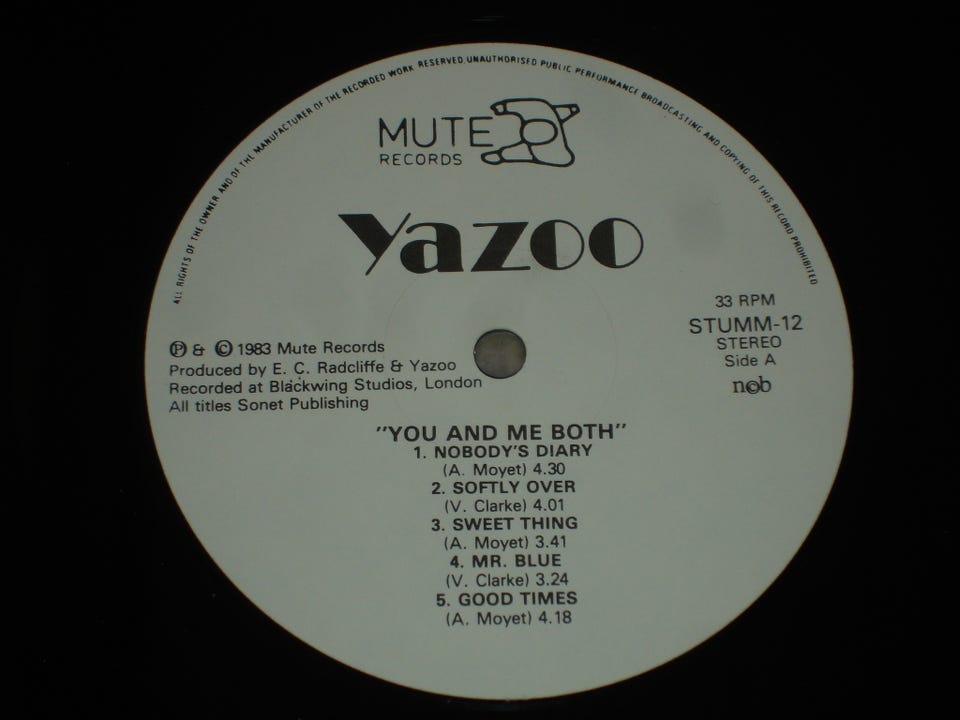 ALL RIGHTS OF THE OWNER AND OF THE MANUFACTURER OF THE RECORDED WORK RESERVED. UNAUTHORISED PUBLIC PERFORMANCE BROADCASTING AND COPYING OF THIS RECORD PROHIBITED
MUTE
RECORDS
Yazoo
33 RPM
STUMM-12
STEREO
Side A
ncb
Ⓟ & © 1983 Mute Records
Produced by E. C. Radcliffe & Yazoo
Recorded at Blackwing Studios, London
All titles Sonet Publishing
"YOU AND ME BOTH"
1. NOBODY'S DIARY
(A. Moyet) 4.30
2. SOFTLY OVER
(V. Clarke) 4.01
3. SWEET THING
(A. Moyet) 3.41
4. MR. BLUE
(V. Clarke) 3.24
5. GOOD TIMES
(A. Moyet) 4.18